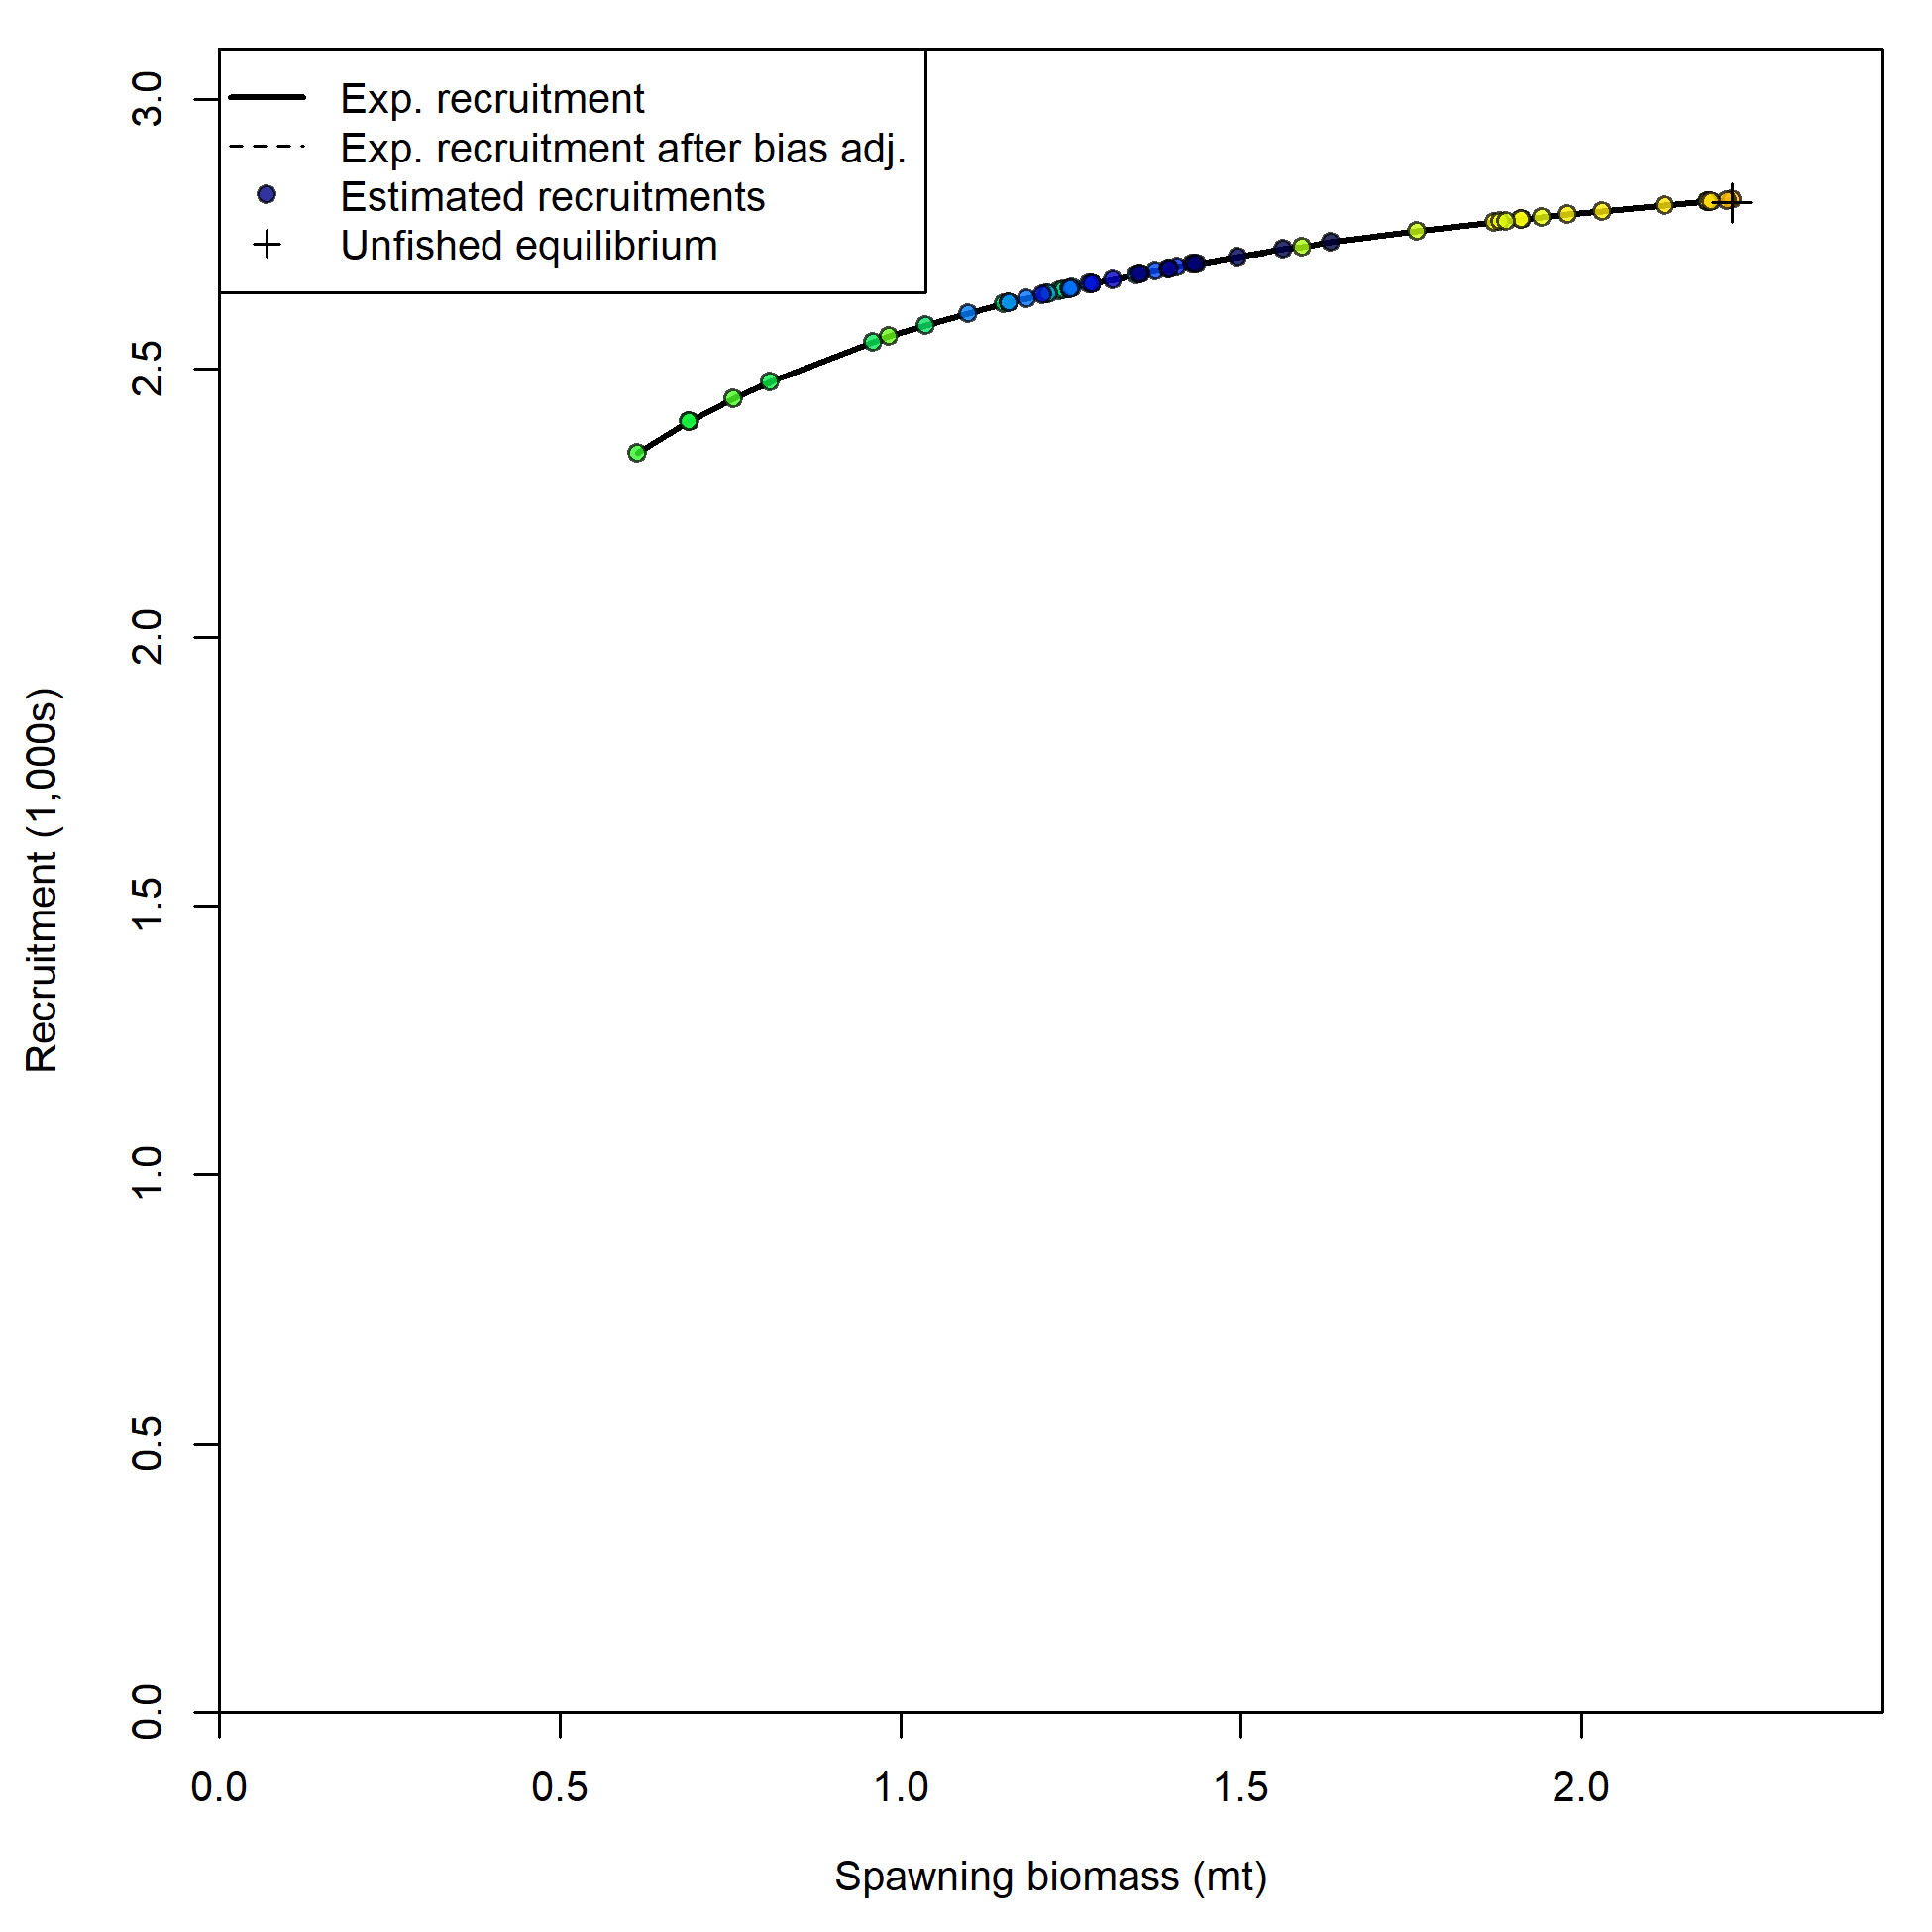 Exp. recruitment
Exp. recruitment after bias adj.
Estimated recruitments
Unfished equilibrium
3.0
2.5
2.0
1.5
1.0
0.5
0.0
Recruitment (1,000s)
0.0 0.5 1.0 1.5 2.0
Spawning biomass (mt)